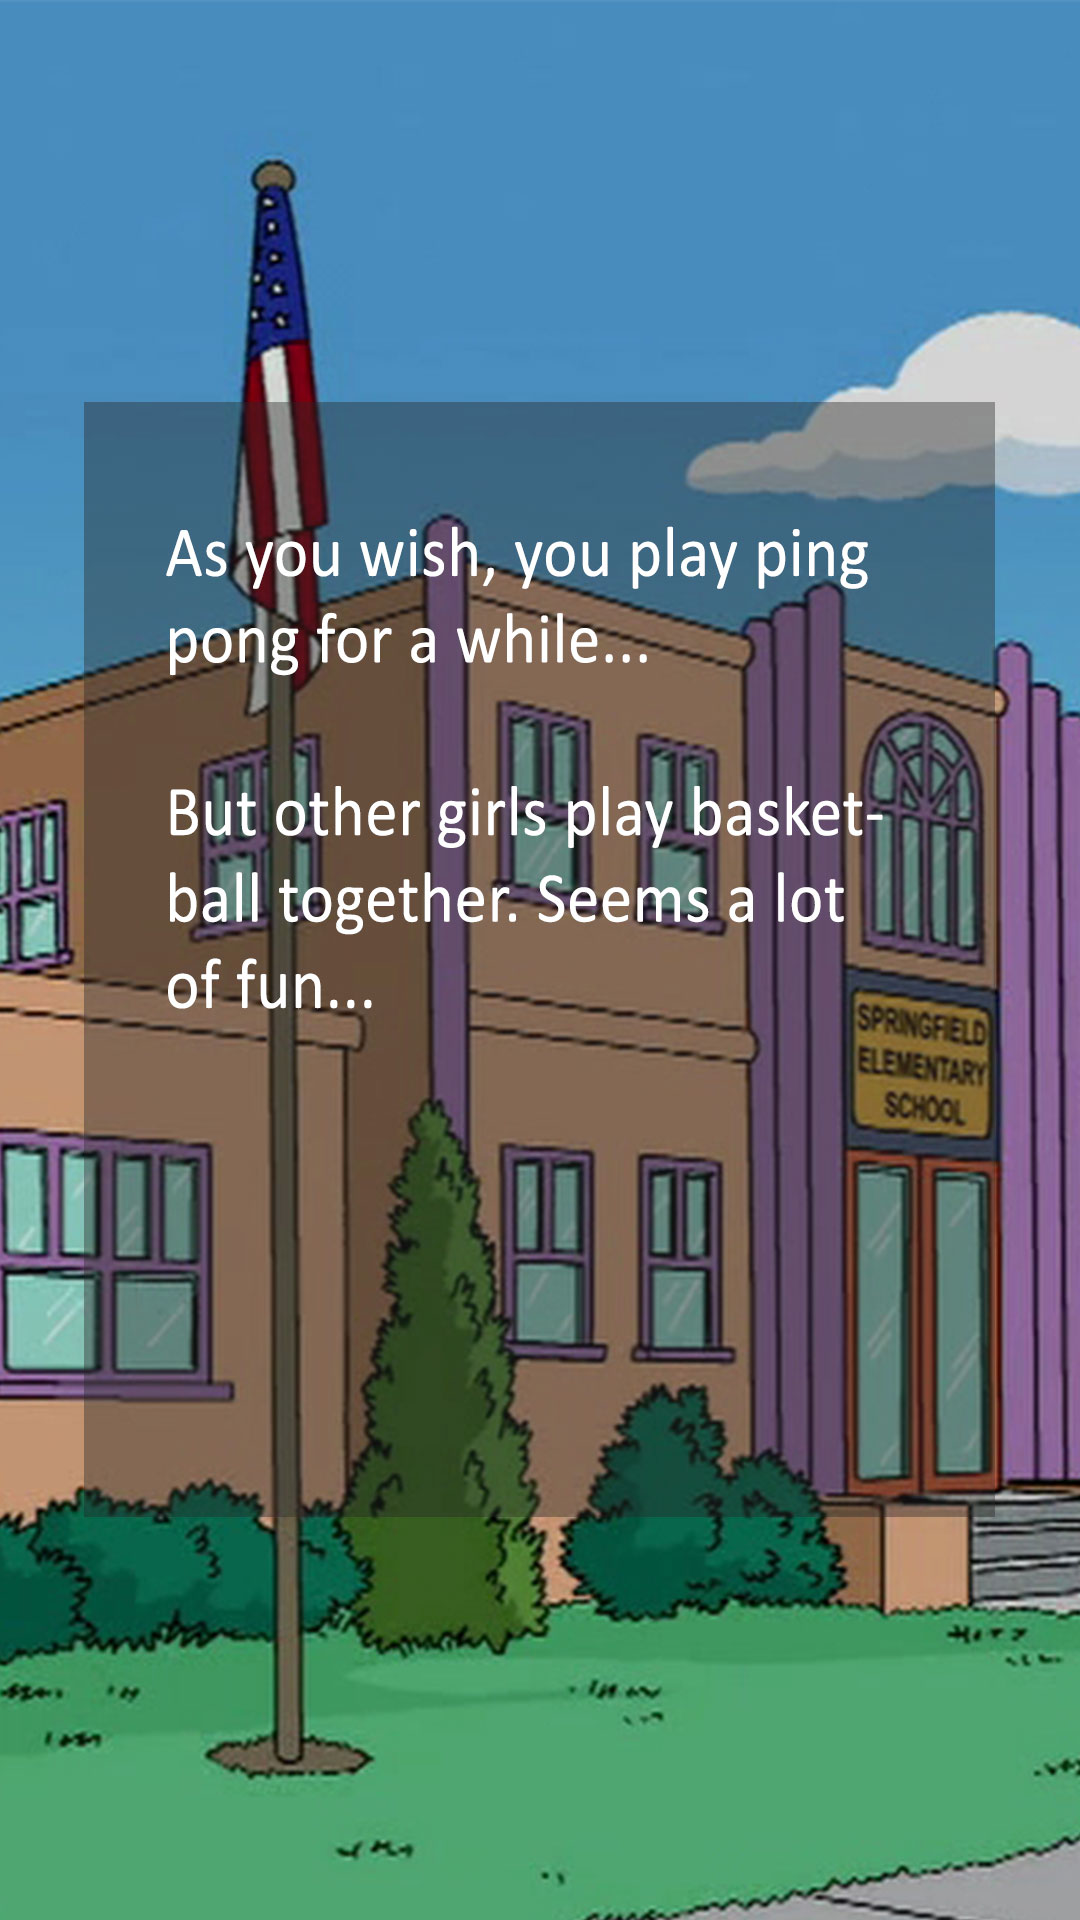 As you wish, you play ping
pong for a while...
But other girls play basket-
ball together. Seems a lot
of fun...
SPRINGFIELD
ELEMENTARY
SCHOOL